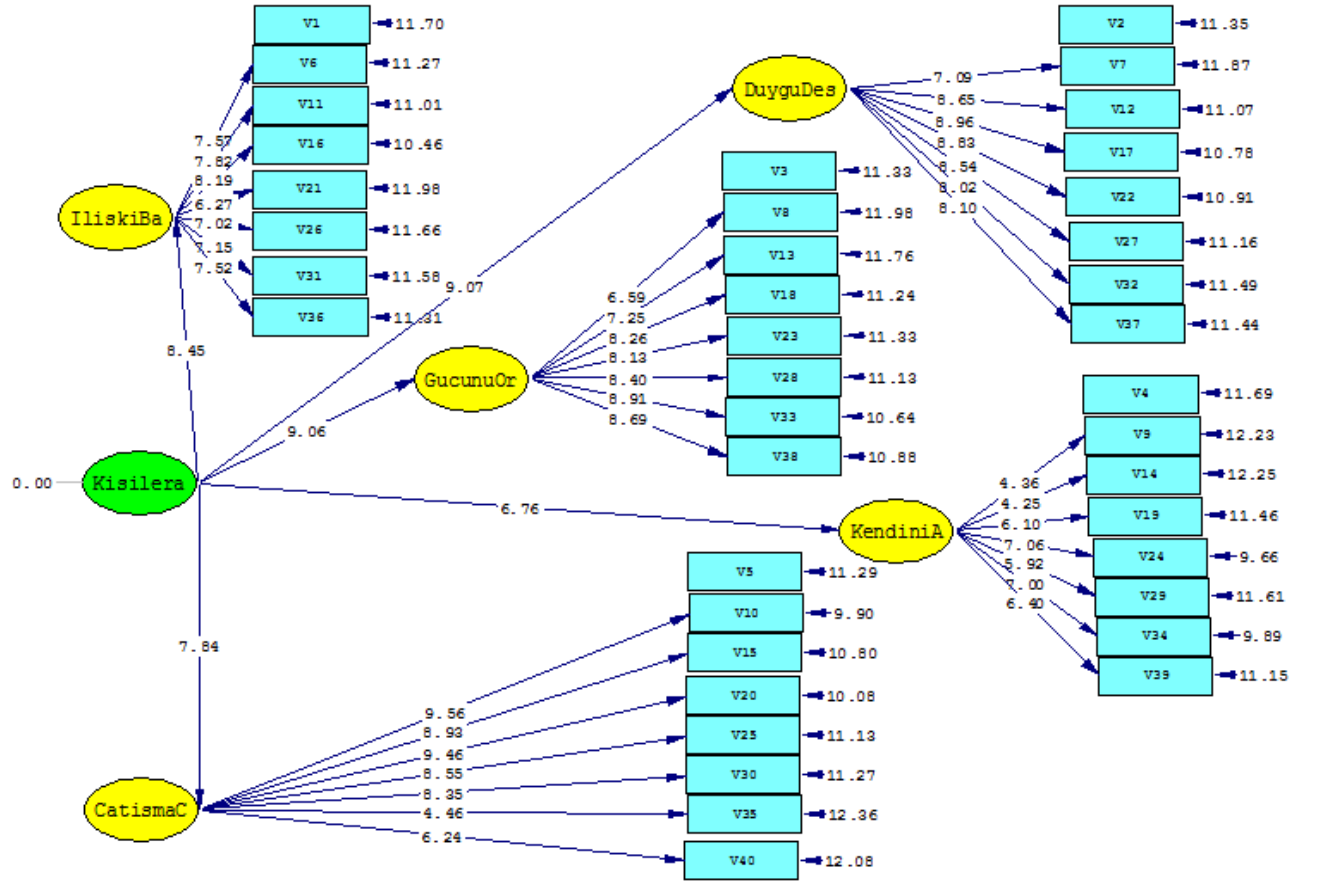 V1 11.70
V6 11.27
V11 11.01
V16 10.46
V21 11.98
V26 11.66
V31 11.58
V36 11.31
IliskiBa
7.57
7.82
8.19
6.27
7.02
7.15
7.52
8.45
DuyguDes
7.09
8.65
8.96
8.83
8.54
8.02
8.10
V2 11.35
V7 11.87
V12 11.07
V17 10.78
V22 10.91
V27 11.16
V32 11.49
V37 11.44
9.07
V3 11.33
V8 11.98
V13 11.76
V18 11.24
V23 11.33
V28 11.13
V33 10.64
V38 10.88
6.59
7.25
8.26
8.13
8.40
8.91
8.69
GucunuOr
9.06
0.00 Kisilera
6.76
KendiniA
V4 11.69
V9 12.23
V14 12.25
V19 11.46
V24 9.66
V29 11.61
V34 9.89
V39 11.15
4.36
4.25
6.10
7.06
5.92
7.00
6.40
7.84
V5 11.29
V10 9.90
V15 10.80
V20 10.08
V25 11.13
V30 11.27
V35 12.36
V40 12.08
9.56
8.93
9.46
8.55
8.35
4.46
6.24
CatismaC